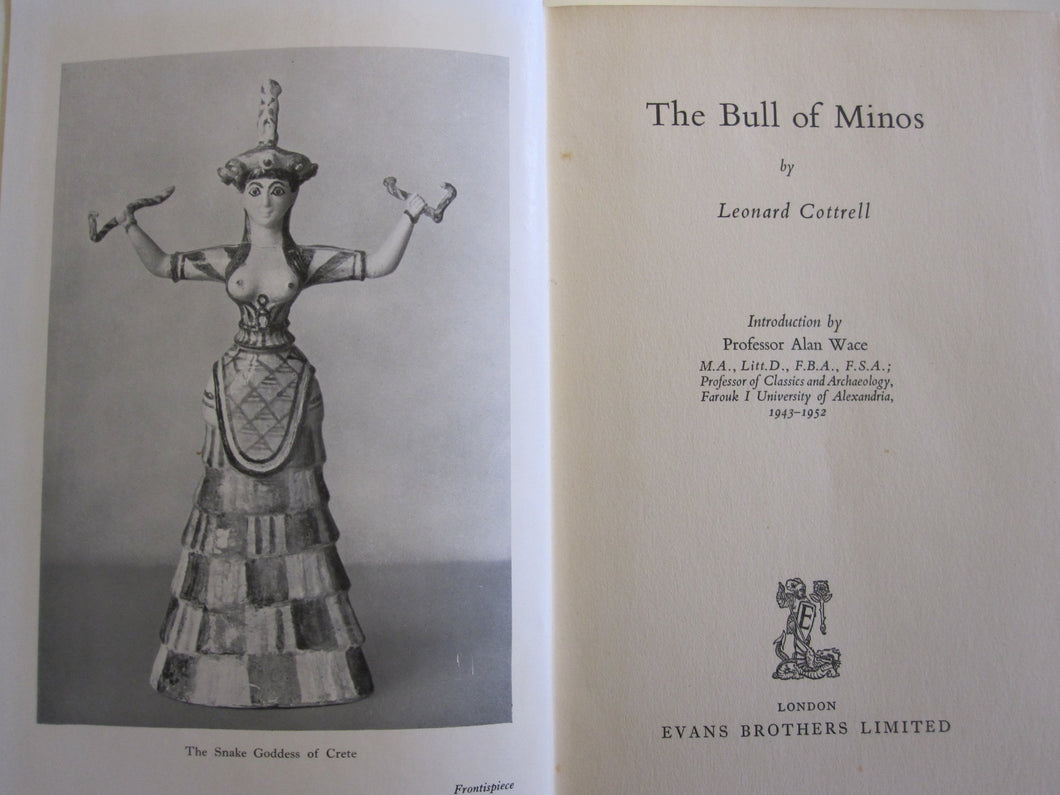 The Snake Goddess of Crete
Frontispiece
The Bull of Minos
by
Leonard Cottrell
Introduction by
Professor Alan Wace
M.A., Litt.D., F.B.A., F.S.A.;
Professor of Classics and Archaeology,
Farouk I University of Alexandria,
1943–1952
E
LONDON
EVANS BROTHERS LIMITED